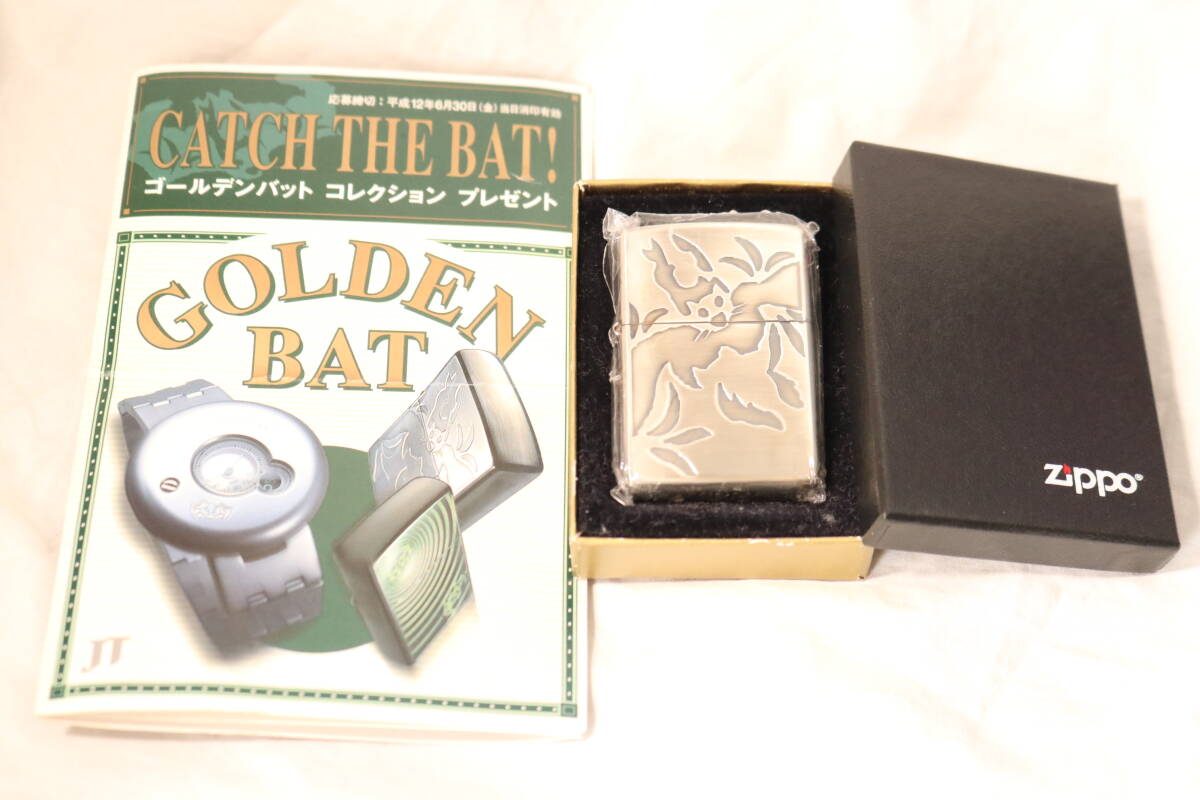 応募締切：平成12年6月30日（金）当日消印有効
CATCH THE BAT!
ゴールデンバット コレクション プレゼント
GOLDEN
BAT
JT
Zippo